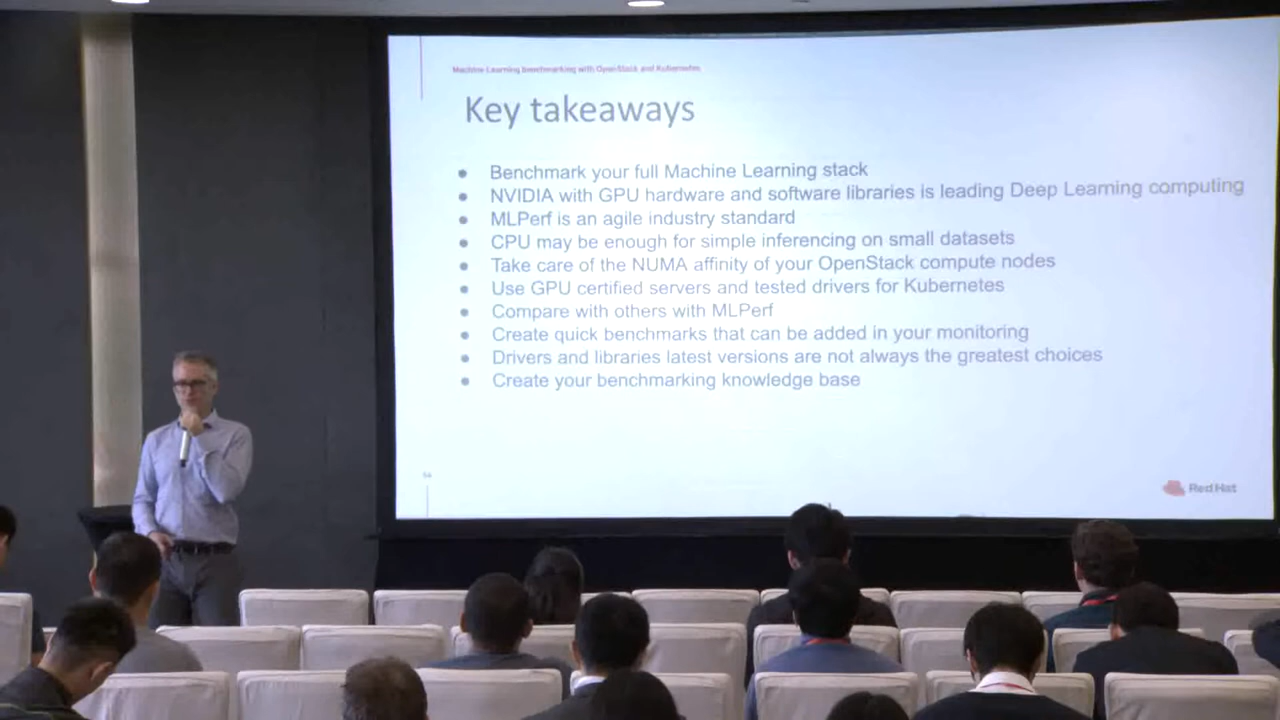 Machine Learning benchmarking with OpenStack and Kubernetes
Key takeaways
● Benchmark your full Machine Learning stack
● NVIDIA with GPU hardware and software libraries is leading Deep Learning computing
● MLPerf is an agile industry standard
● CPU may be enough for simple inferencing on small datasets
● Take care of the NUMA affinity of your OpenStack compute nodes
● Use GPU certified servers and tested drivers for Kubernetes
● Compare with others with MLPerf
● Create quick benchmarks that can be added in your monitoring
● Drivers and libraries latest versions are not always the greatest choices
● Create your benchmarking knowledge base
Red Hat